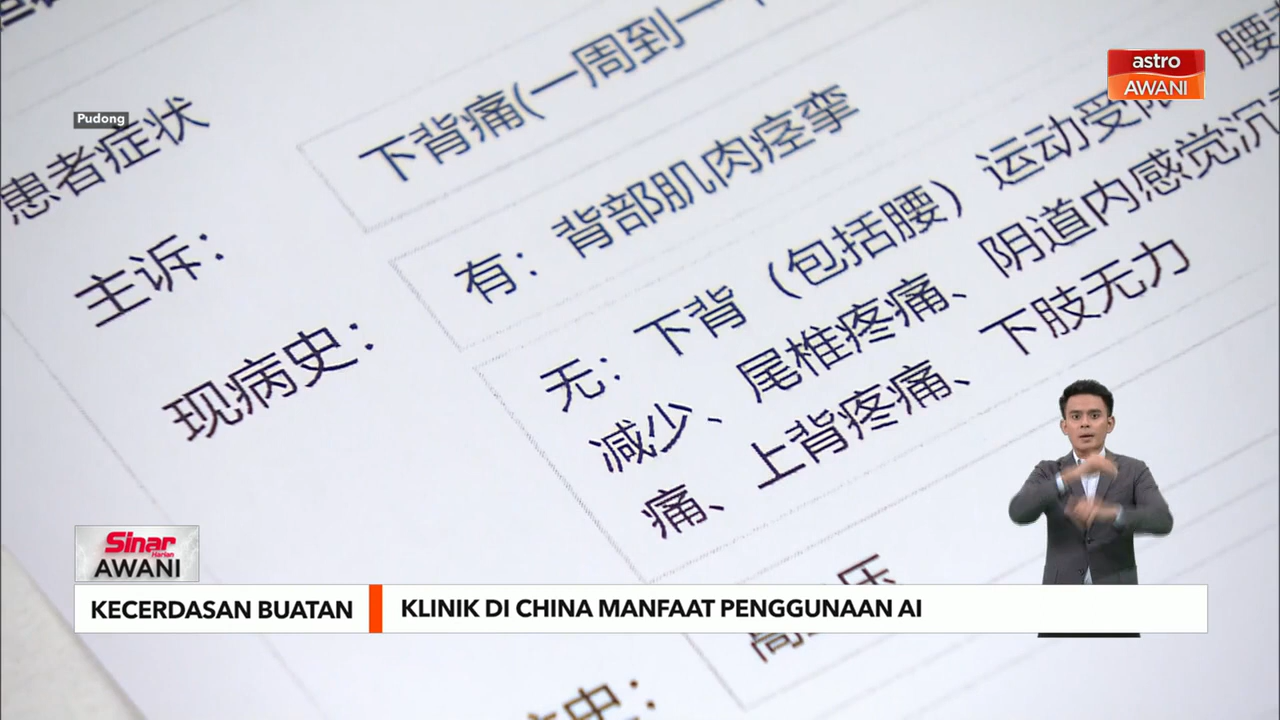 astro
AWANI
Pudong
患者症状
主诉：
下背痛(一周到一
现病史：
有：背部肌肉痉挛
无：下背（包括腰）运动受
减少、尾椎疼痛、阴道内感觉沉
痛、上背疼痛、下肢无力
腰
史：
Sinar
Harian
AWANI
KECERDASAN BUATAN
KLINIK DI CHINA MANFAAT PENGGUNAAN AI